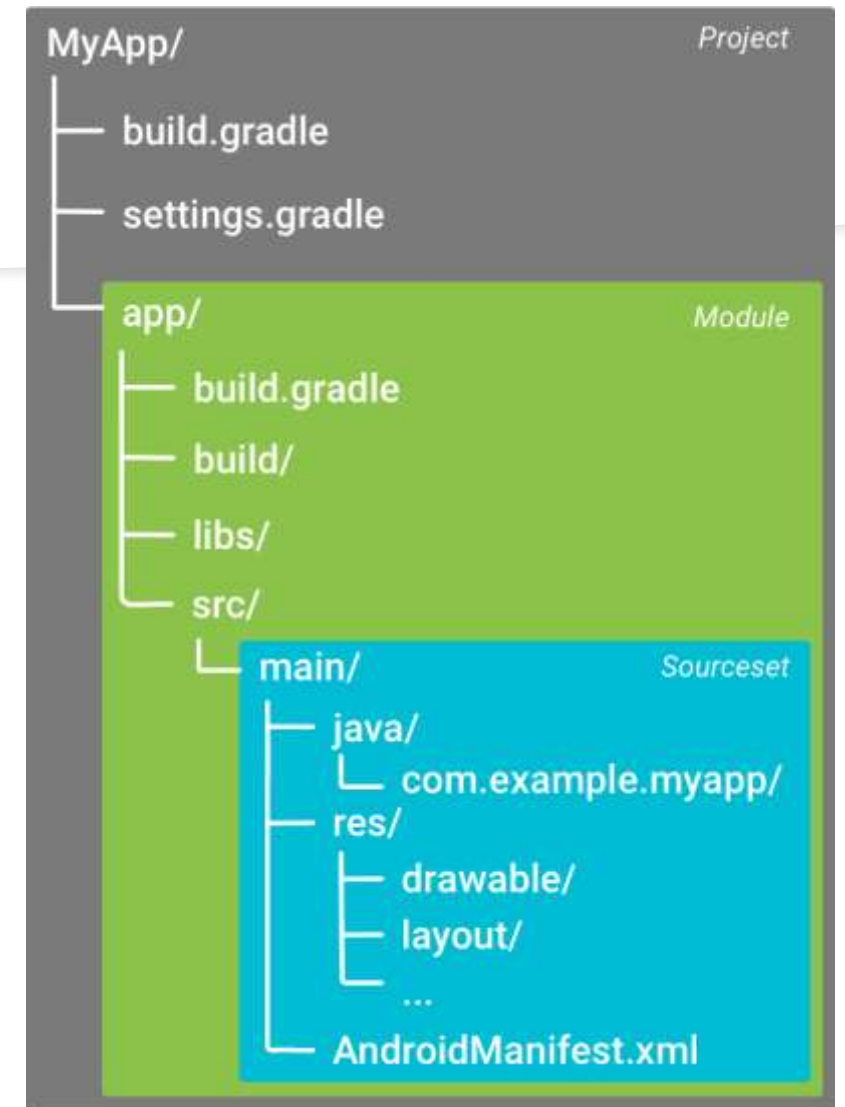 MyApp/ Project
build.gradle
settings.gradle
app/ Module
build.gradle
build/
libs/
src/
main/ Sourceset
java/
com.example.myapp/
res/
drawable/
layout/
...
AndroidManifest.xml